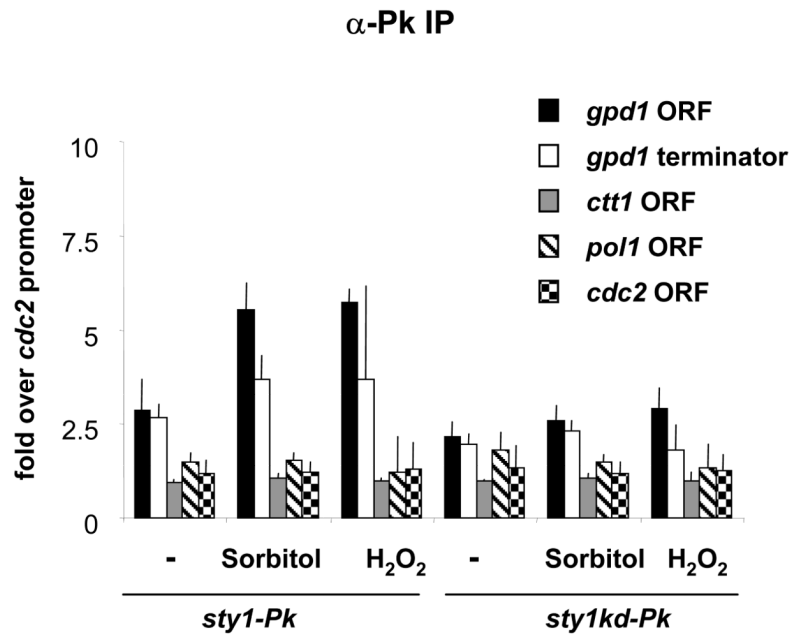 α-Pk IP
gpd1 ORF
gpd1 terminator
ctt1 ORF
pol1 ORF
cdc2 ORF
fold over cdc2 promoter
10
7.5
5
2.5
0
- Sorbitol H₂O₂ - Sorbitol H₂O₂
sty1-Pk sty1kd-Pk